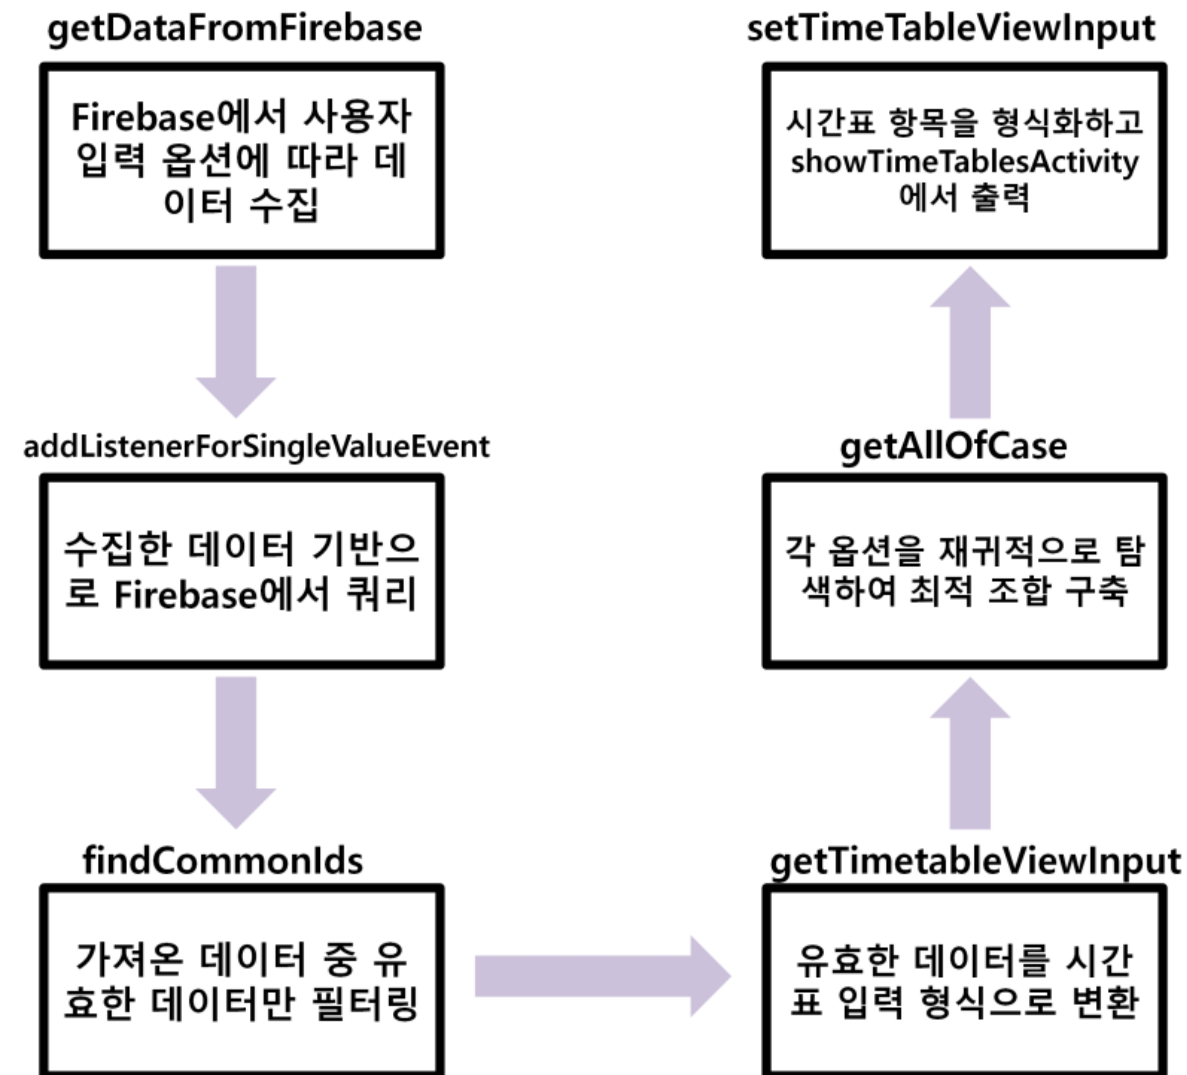 getDataFromFirebase
Firebase에서 사용자
입력 옵션에 따라 데
이터 수집
addListenerForSingleValueEvent
수집한 데이터 기반으
로 Firebase에서 쿼리
findCommonIds
가져온 데이터 중 유
효한 데이터만 필터링
getTimetableViewInput
유효한 데이터를 시간
표 입력 형식으로 변환
getAllOfCase
각 옵션을 재귀적으로 탐
색하여 최적 조합 구축
setTimeTableViewInput
시간표 항목을 형식화하고
showTimeTablesActivity
에서 출력